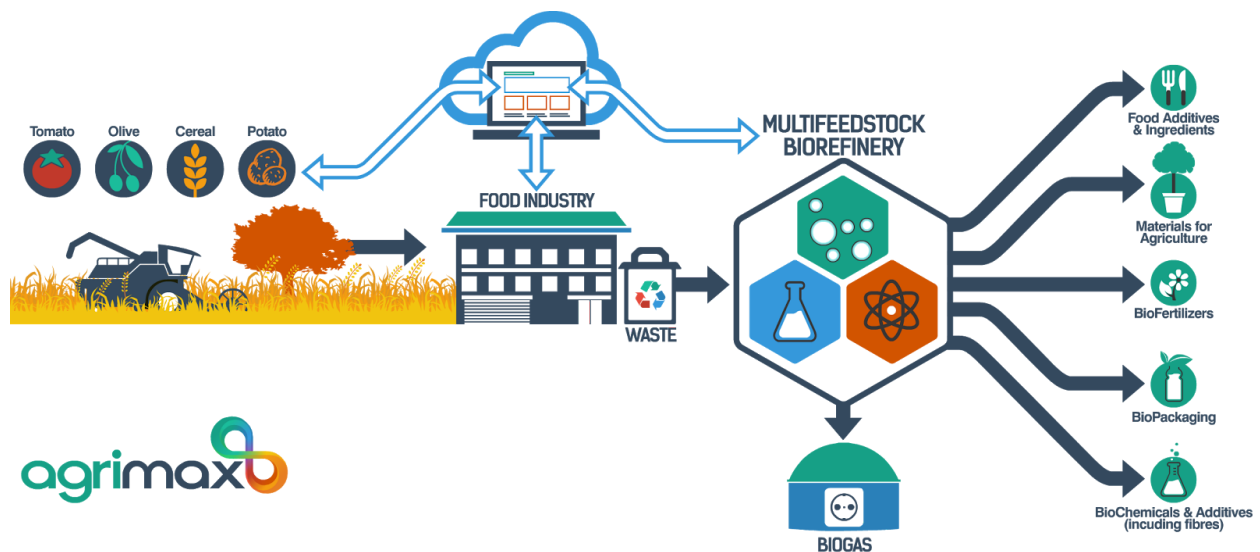 Tomato
Olive
Cereal
Potato
FOOD INDUSTRY
WASTE
MULTIFEEDSTOCK
BIOREFINERY
BIOGAS
Food Additives
& Ingredients
Materials for
Agriculture
BioFertilizers
BioPackaging
BioChemicals & Additives
(incuding fibres)
agrimax